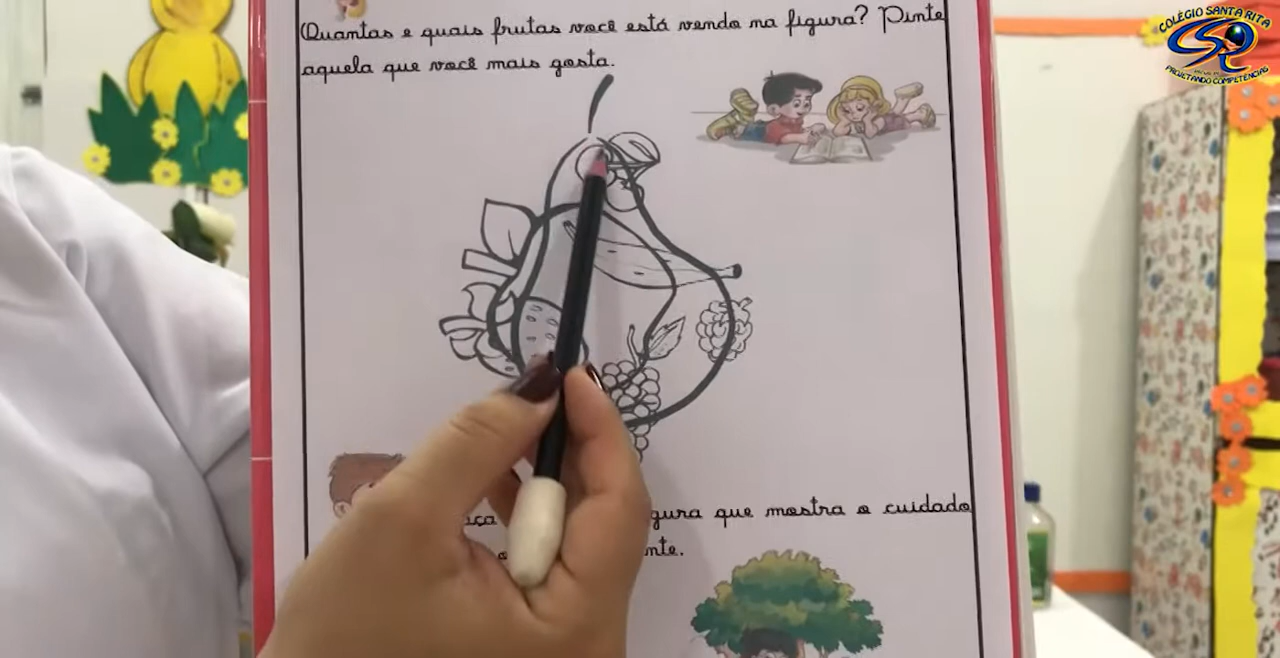 COLÉGIO SANTA RITA
PROJETANDO COMPETÊNCIAS
Quantas e quais frutas você está vendo na figura? Pinte
aquela que você mais gosta.
gura que mostra o cuidado
nte.